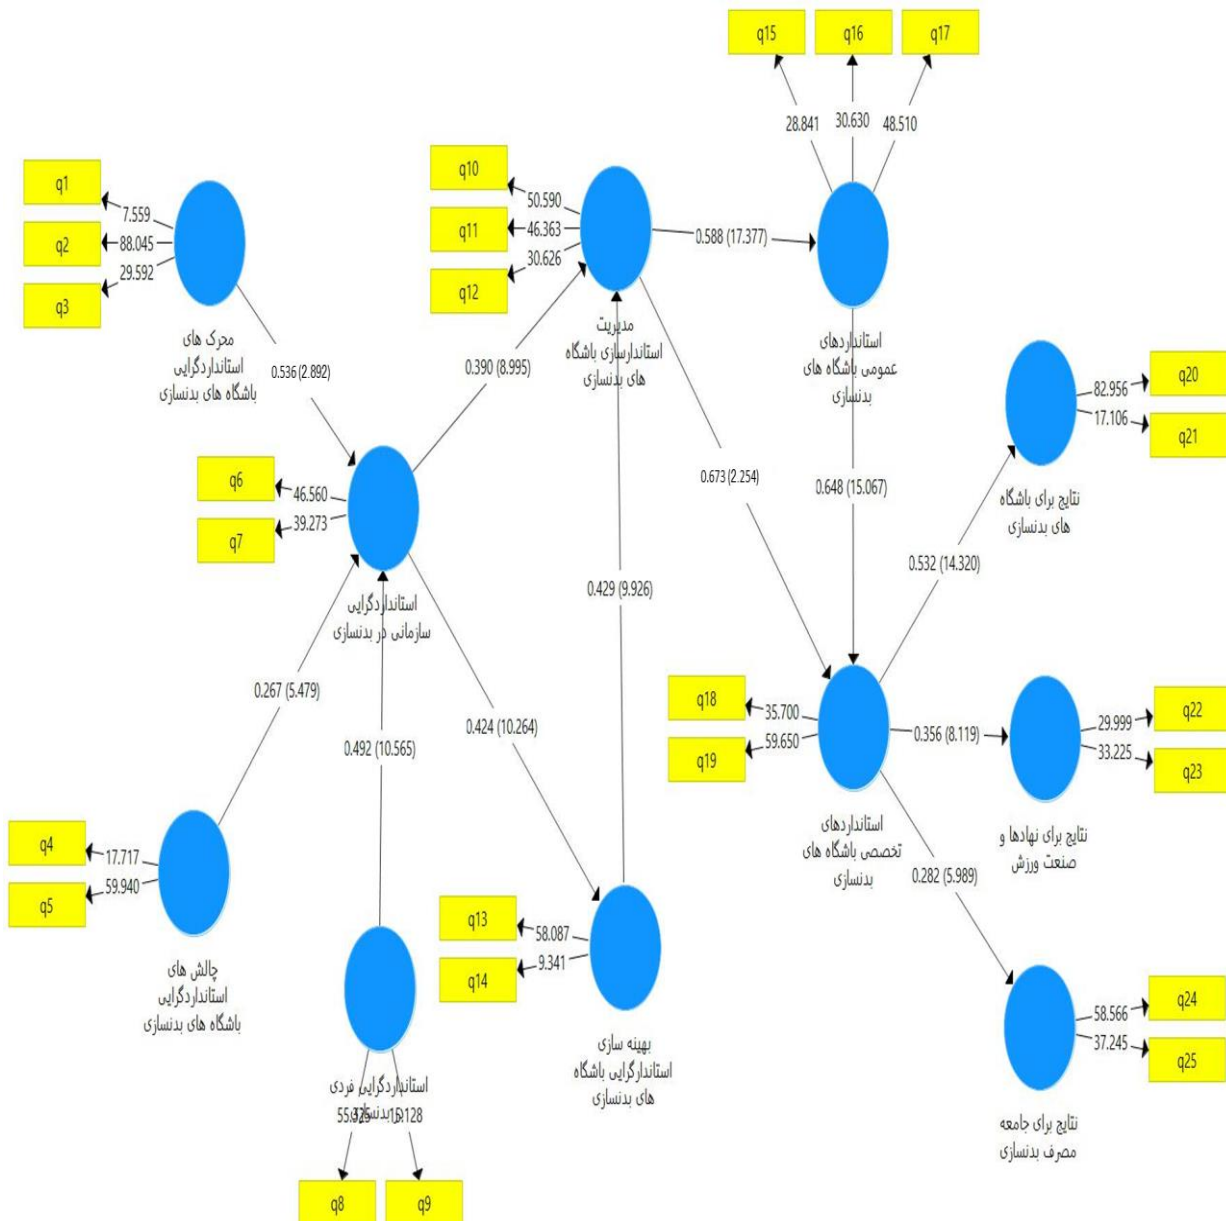 q15
q16
q17
28.841
30.630
48.510
q1
q2
q3
7.559
88.045
29.592
محرک های
استانداردگرایی
باشگاه های بدنسازی
q10
q11
q12
50.590
46.363
30.626
مدیریت
استاندارسازی باشگاه
های بدنسازی
0.588 (17.377)
استانداردهای
عمومی باشگاه های
بدنسازی
0.536 (2.892)
0.390 (8.995)
q20
q21
82.956
17.106
نتایج برای باشگاه
های بدنسازی
q6
q7
46.560
39.273
استانداردگرایی
سازمانی در بدنسازی
0.673 (2.254)
0.648 (15.067)
0.532 (14.320)
0.429 (9.926)
0.267 (5.479)
0.492 (10.565)
0.424 (10.264)
q18
q19
35.700
59.650
استانداردهای
تخصصی باشگاه های
بدنسازی
0.356 (8.119)
q22
q23
29.999
33.225
نتایج برای نهادها و
صنعت ورزش
0.282 (5.989)
q4
q5
17.717
59.940
چالش های
استانداردگرایی
باشگاه های بدنسازی
q13
q14
58.087
9.341
بهینه سازی
استاندارگرایی باشگاه
های بدنسازی
استانداردگرایی فردی
بدنسازی
15.128
q8
q9
q24
q25
58.566
37.245
نتایج برای جامعه
مصرف بدنسازی